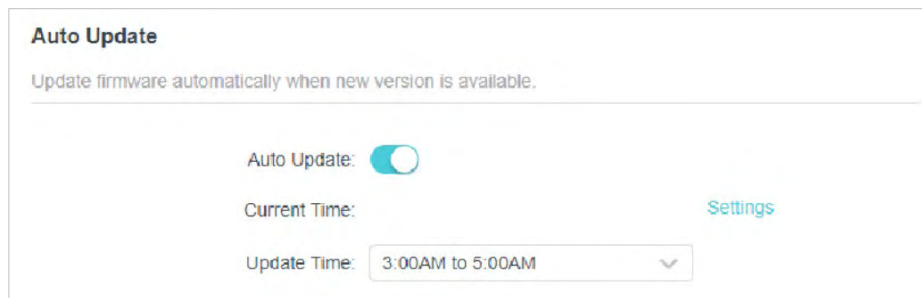 Auto Update
Update firmware automatically when new version is available.
Auto Update:
Current Time: Settings
Update Time: 3:00AM to 5:00AM